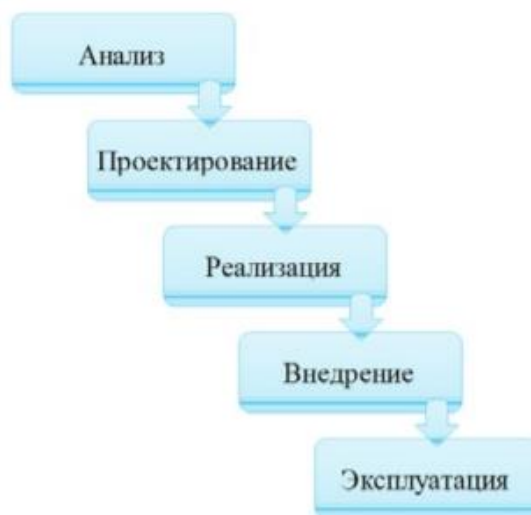 Анализ
Проектирование
Реализация
Внедрение
Эксплуатация